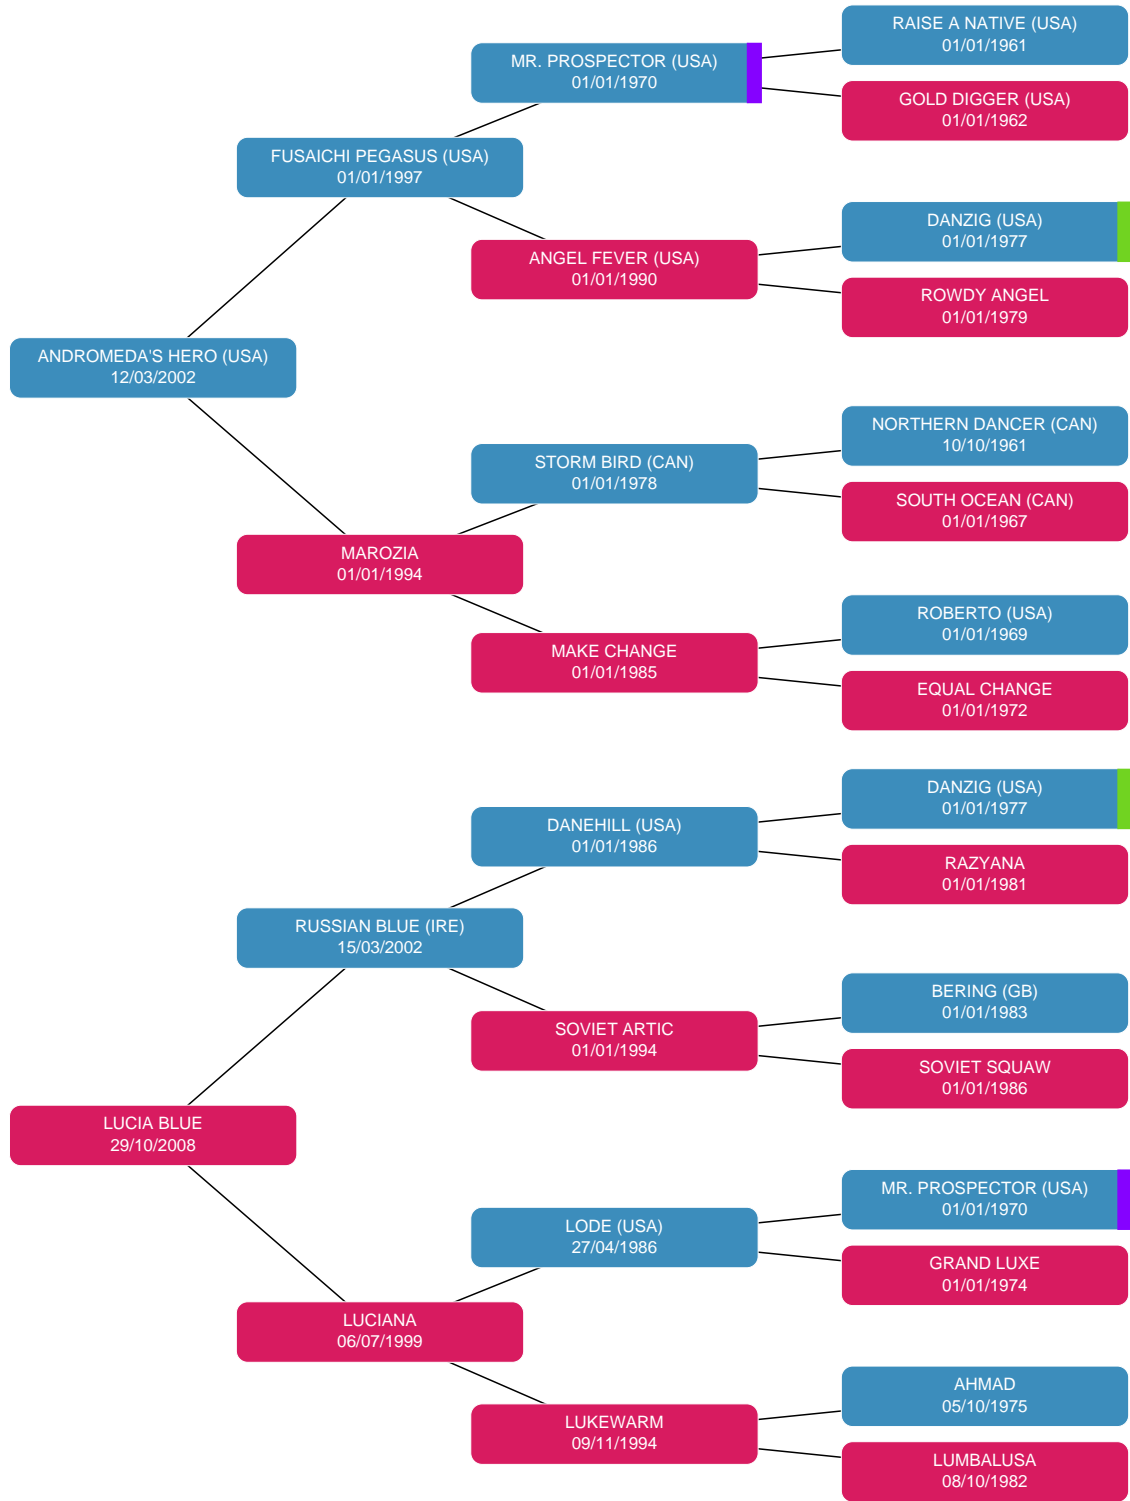 RAISE A NATIVE (USA)
01/01/1961
MR. PROSPECTOR (USA)
01/01/1970
GOLD DIGGER (USA)
01/01/1962
FUSAICHI PEGASUS (USA)
01/01/1997
DANZIG (USA)
01/01/1977
ANGEL FEVER (USA)
01/01/1990
ROWDY ANGEL
01/01/1979
ANDROMEDA'S HERO (USA)
12/03/2002
NORTHERN DANCER (CAN)
10/10/1961
STORM BIRD (CAN)
01/01/1978
SOUTH OCEAN (CAN)
01/01/1967
MAROZIA
01/01/1994
ROBERTO (USA)
01/01/1969
MAKE CHANGE
01/01/1985
EQUAL CHANGE
01/01/1972
DANZIG (USA)
01/01/1977
DANEHILL (USA)
01/01/1986
RAZYANA
01/01/1981
RUSSIAN BLUE (IRE)
15/03/2002
BERING (GB)
01/01/1983
SOVIET ARTIC
01/01/1994
SOVIET SQUAW
01/01/1986
LUCIA BLUE
29/10/2008
MR. PROSPECTOR (USA)
01/01/1970
LODE (USA)
27/04/1986
GRAND LUXE
01/01/1974
LUCIANA
06/07/1999
AHMAD
05/10/1975
LUKEWARM
09/11/1994
LUMBALUSA
08/10/1982